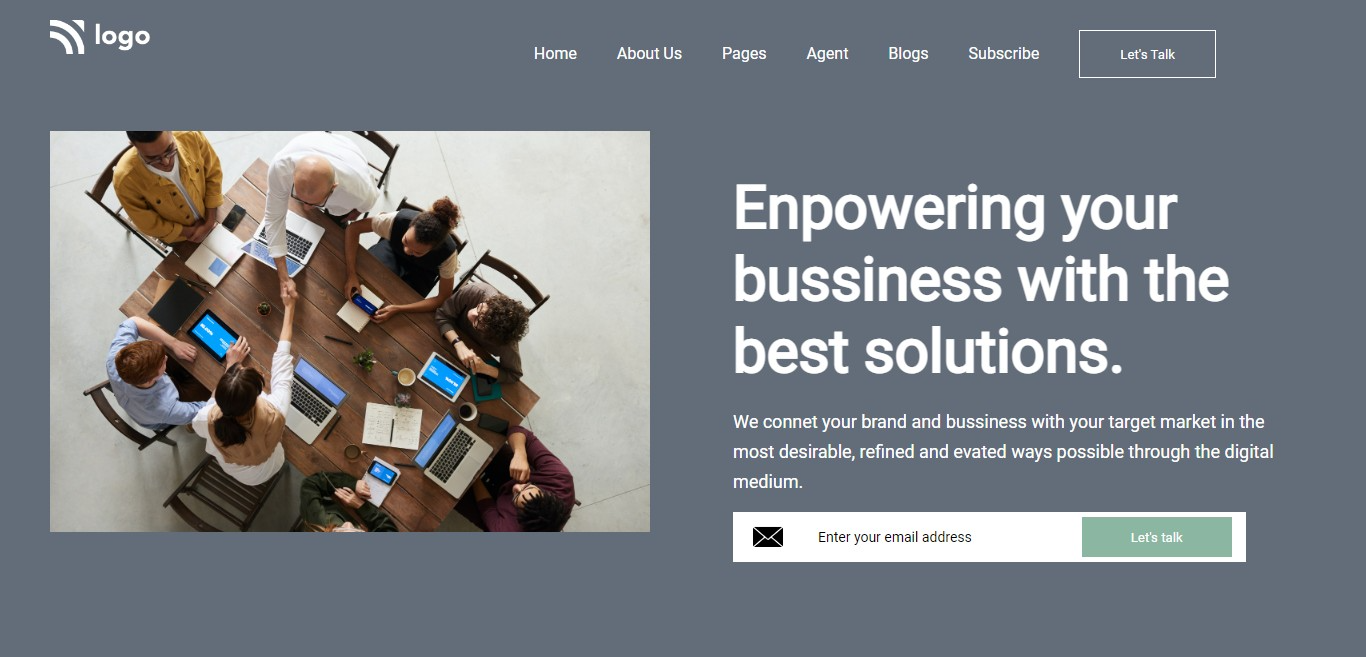 logo
Home About Us Pages Agent Blogs Subscribe Let's Talk
Enpowering your
bussiness with the
best solutions.
We connet your brand and bussiness with your target market in the
most desirable, refined and evated ways possible through the digital
medium.
Enter your email address Let's talk